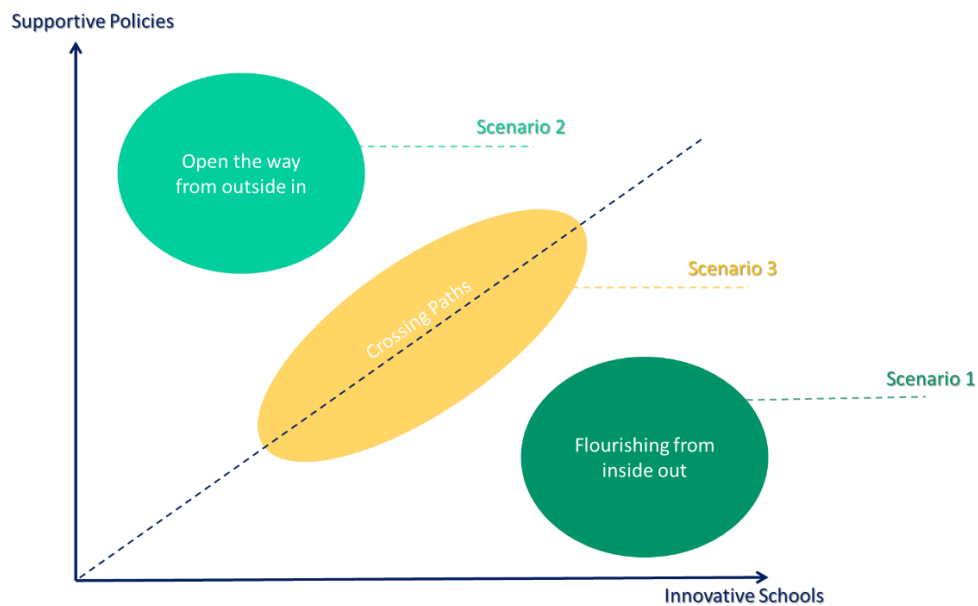 Supportive Policies
Scenario 2
Open the way
from outside in
Scenario 3
Crossing Paths
Scenario 1
Flourishing from
inside out
Innovative Schools